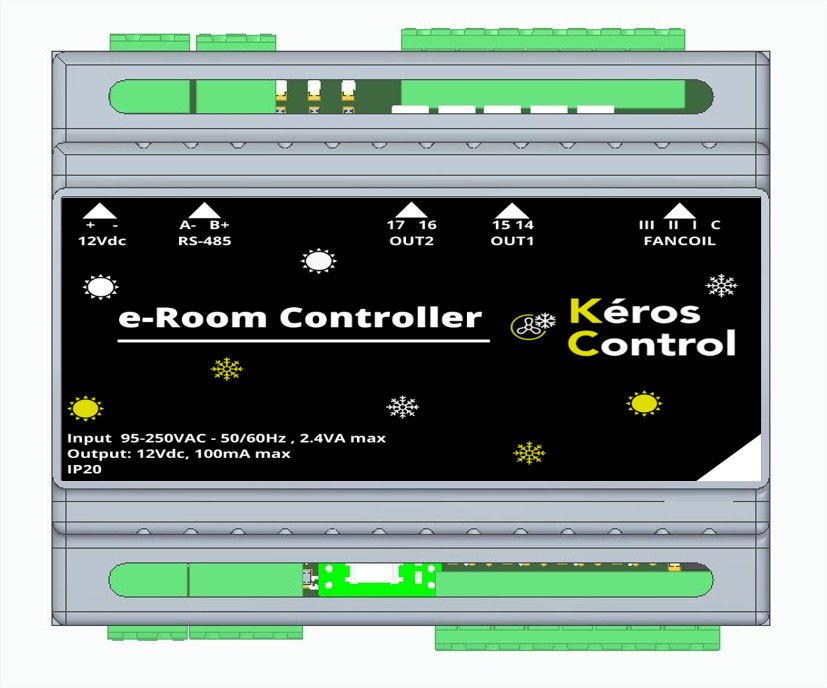 + - A- B+ 17 16 15 14 III II I C
12Vdc RS-485 OUT2 OUT1 FANCOIL
e-Room Controller
Kéros
Control
Input 95-250VAC - 50/60Hz , 2.4VA max
Output: 12Vdc, 100mA max
IP20